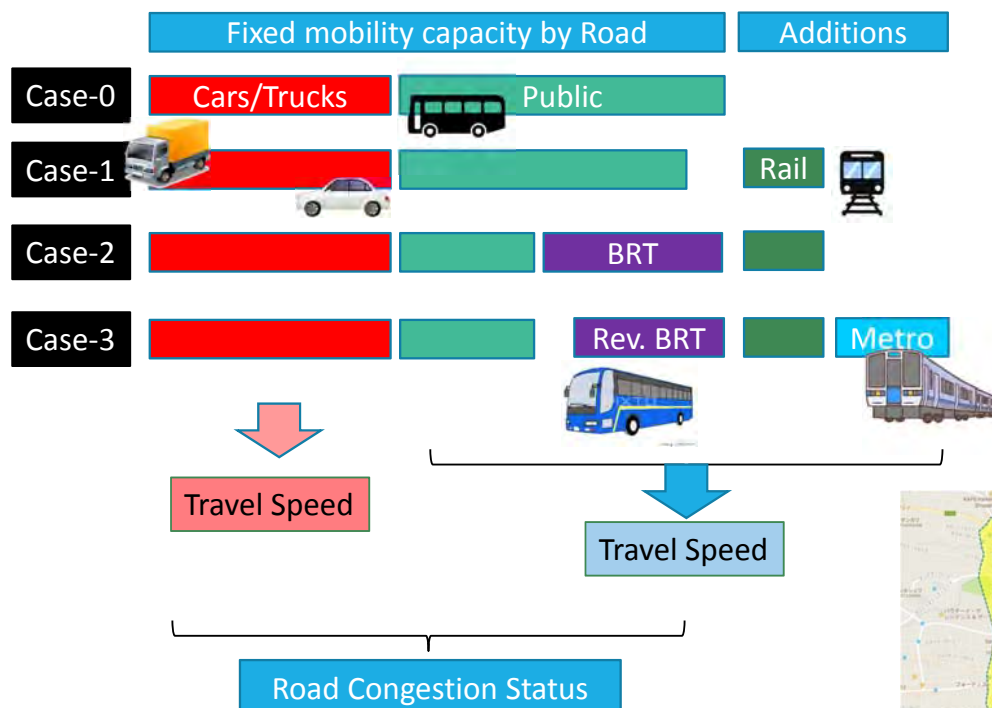 Fixed mobility capacity by Road
Additions
Case-0
Cars/Trucks
Public
Case-1
Rail
Case-2
BRT
Case-3
Rev. BRT
Metro
Travel Speed
Travel Speed
Road Congestion Status